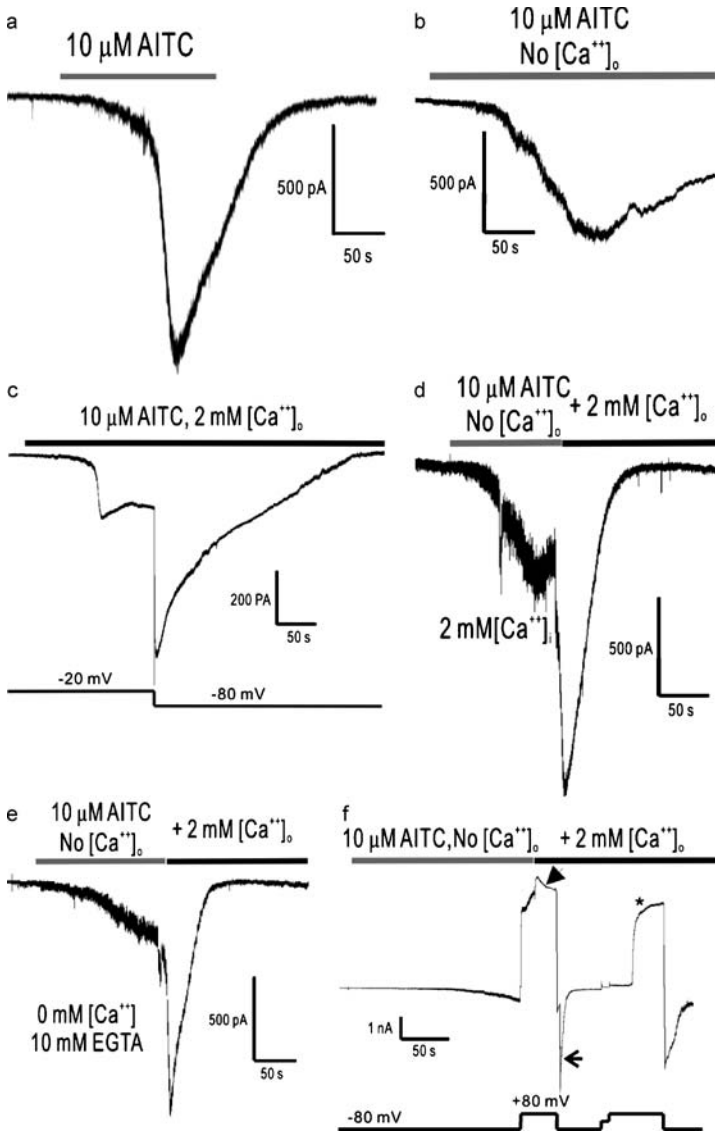 a
10 μM AITC
500 pA
50 s
b
10 μM AITC
No [Ca⁺⁺]ₒ
500 pA
50 s
c
10 μM AITC, 2 mM [Ca⁺⁺]ₒ
200 PA
50 s
-20 mV
-80 mV
d
10 μM AITC
No [Ca⁺⁺]ₒ
+ 2 mM [Ca⁺⁺]ₒ
2 mM[Ca⁺⁺]ᵢ
500 pA
50 s
e
10 μM AITC
No [Ca⁺⁺]ₒ
+ 2 mM [Ca⁺⁺]ₒ
0 mM [Ca⁺⁺]
10 mM EGTA
500 pA
50 s
f
10 μM AITC,No [Ca⁺⁺]ₒ
+ 2 mM [Ca⁺⁺]ₒ
*
1 nA
50 s
+80 mV
-80 mV